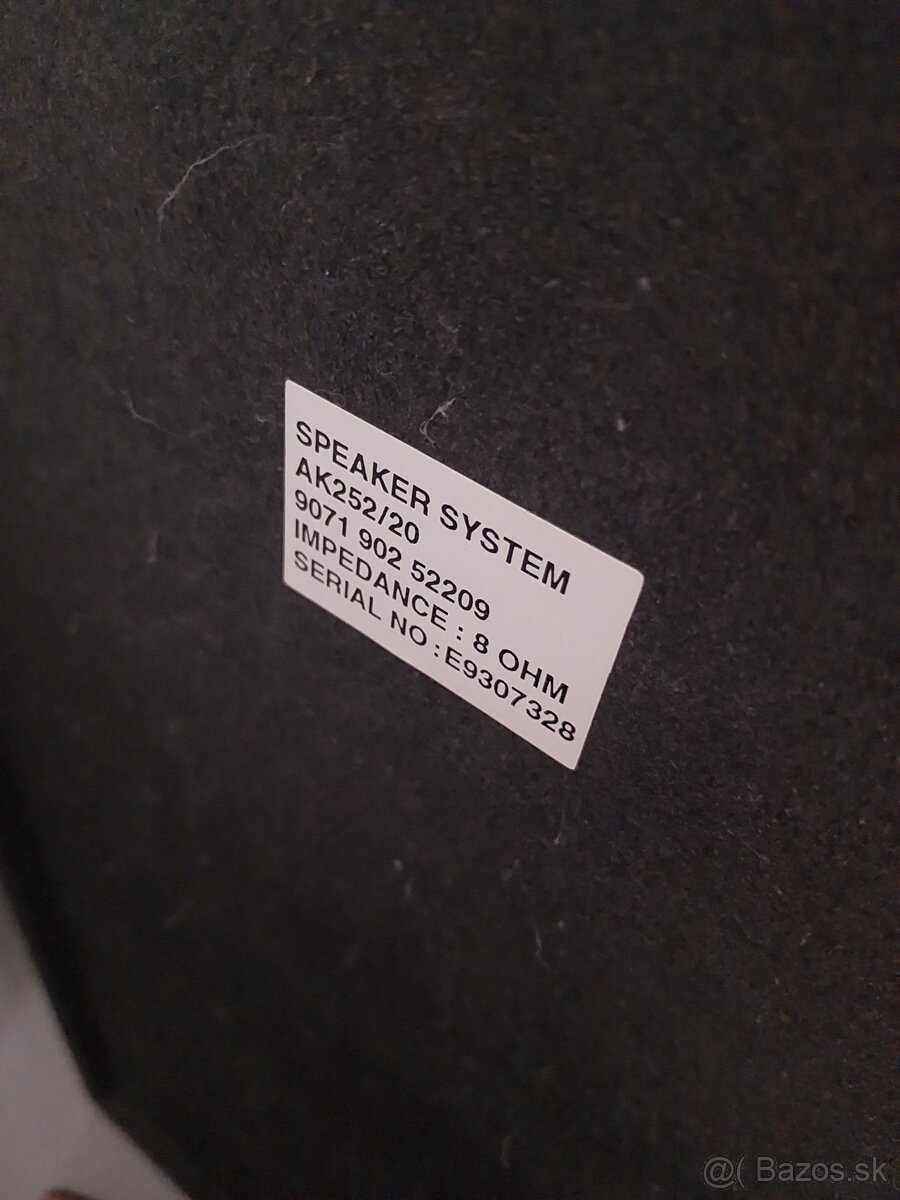 SPEAKER SYSTEM
AK252/20
9071 902 52209
IMPEDANCE : 8 OHM
SERIAL NO : E9307328
@( Bazos.sk